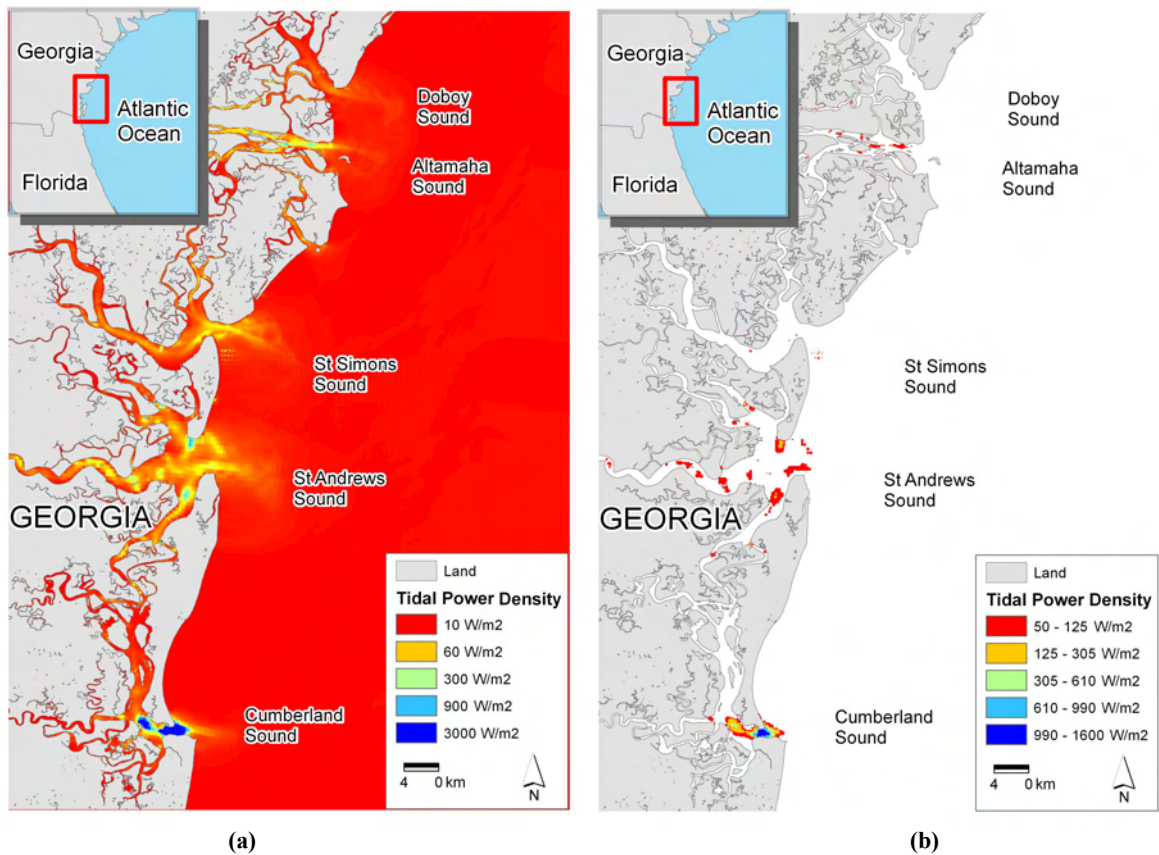 Georgia
Atlantic
Ocean
Florida
Doboy
Sound
Altamaha
Sound
St Simons
Sound
St Andrews
Sound
GEORGIA
Cumberland
Sound
Land
Tidal Power Density
10 W/m2
60 W/m2
300 W/m2
900 W/m2
3000 W/m2
4 0 km
N
(a)
Georgia
Atlantic
Ocean
Florida
Doboy
Sound
Altamaha
Sound
St Simons
Sound
St Andrews
Sound
GEORGIA
Cumberland
Sound
Land
Tidal Power Density
50 - 125 W/m2
125 - 305 W/m2
305 - 610 W/m2
610 - 990 W/m2
990 - 1600 W/m2
4 0 km
N
(b)